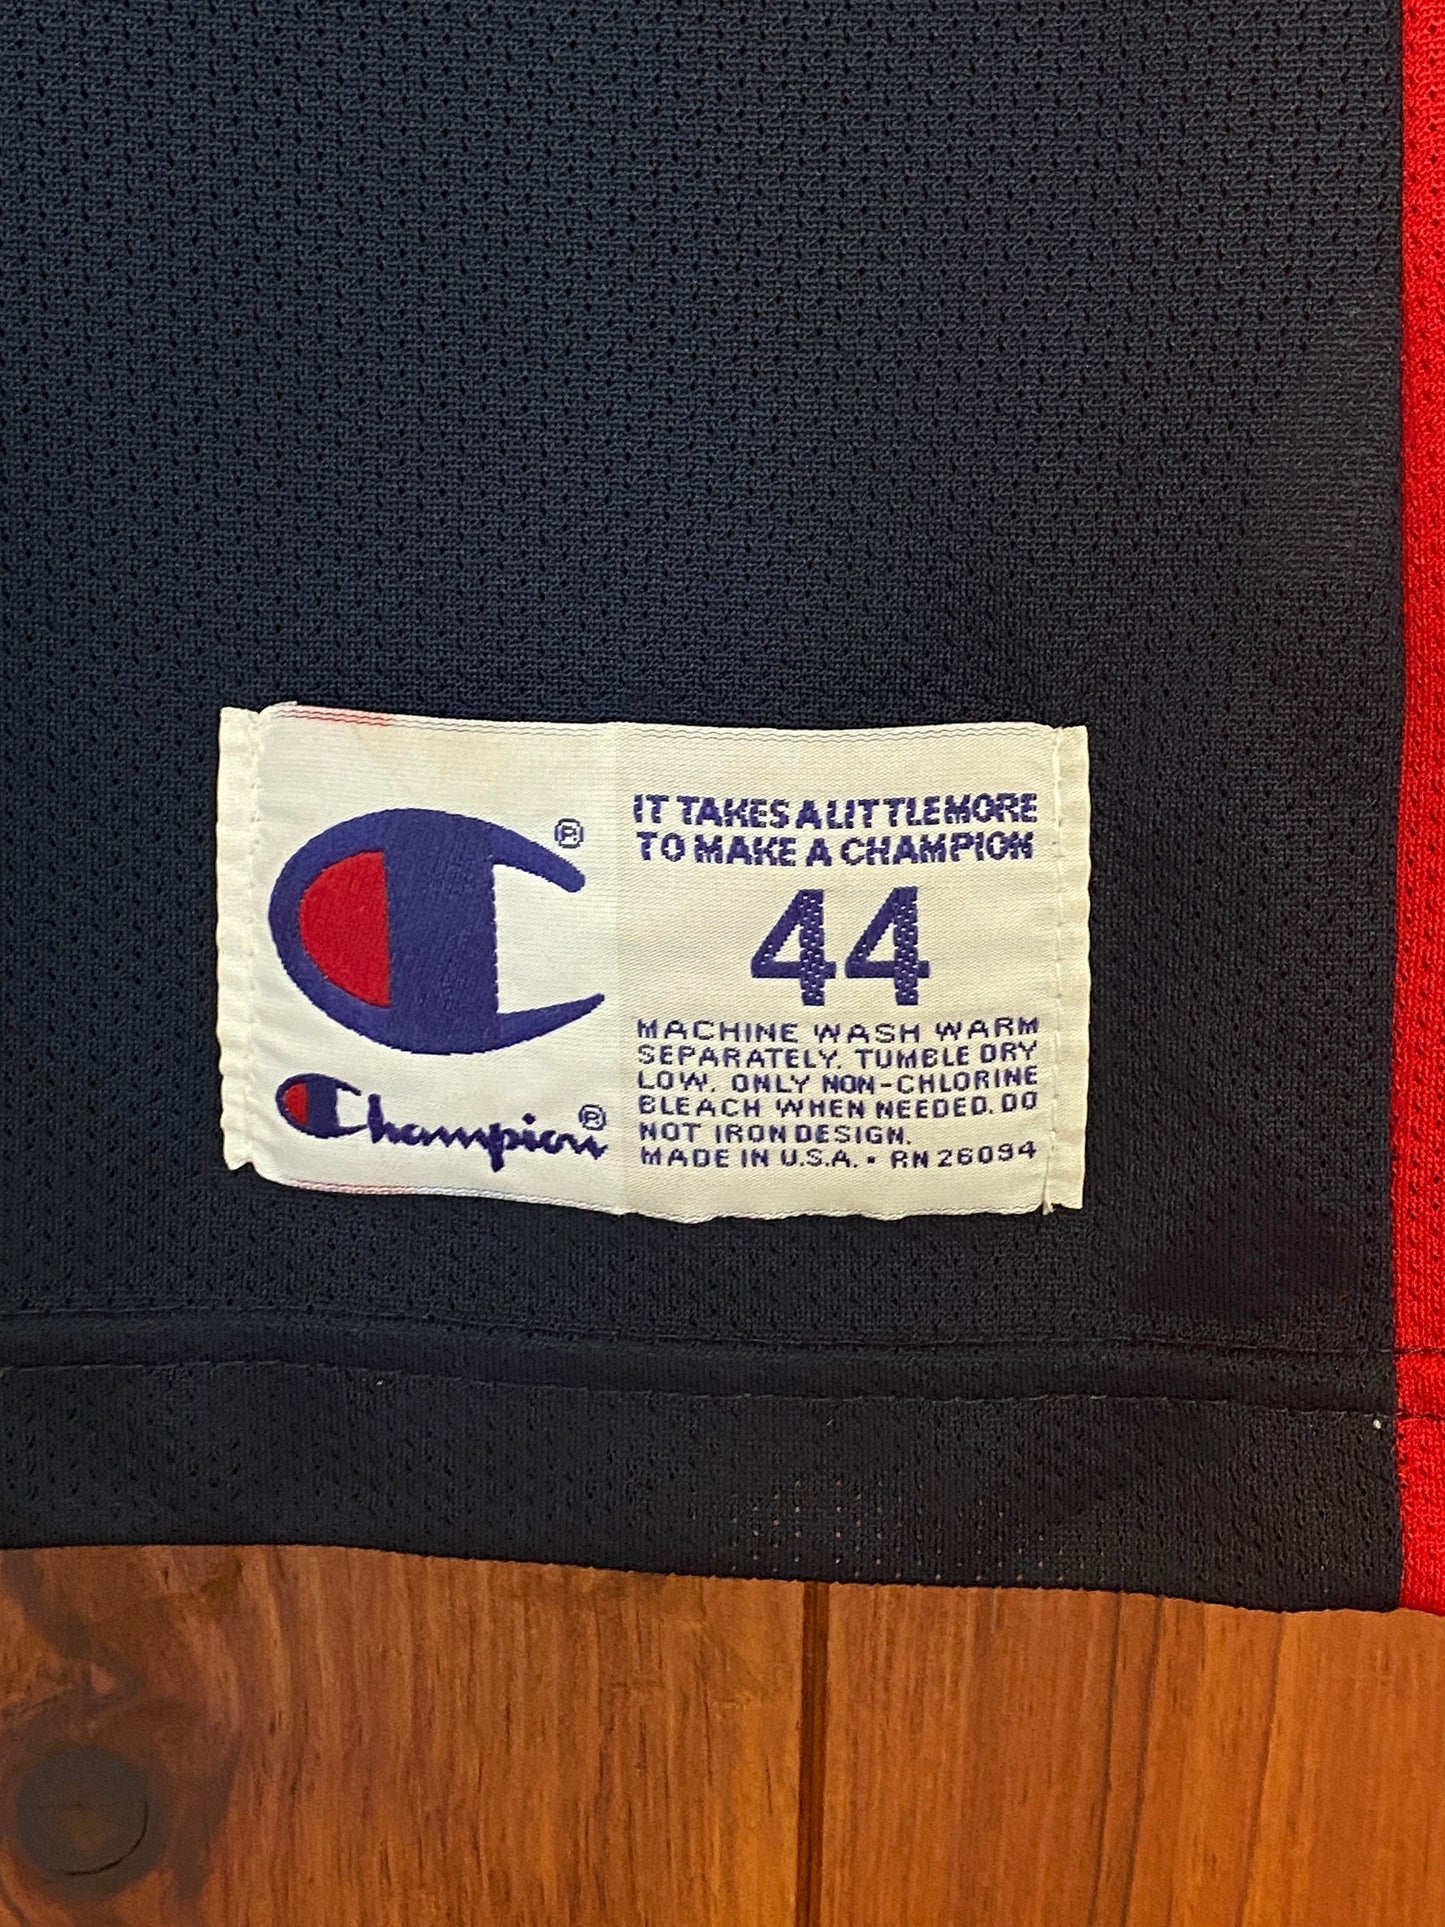 IT TAKES A LITTLE MORE
TO MAKE A CHAMPION
44
MACHINE WASH WARM
SEPARATELY. TUMBLE DRY
LOW. ONLY NON-CHLORINE
BLEACH WHEN NEEDED. DO
NOT IRON DESIGN.
MADE IN U.S.A. • RN 26094
®
Champion®